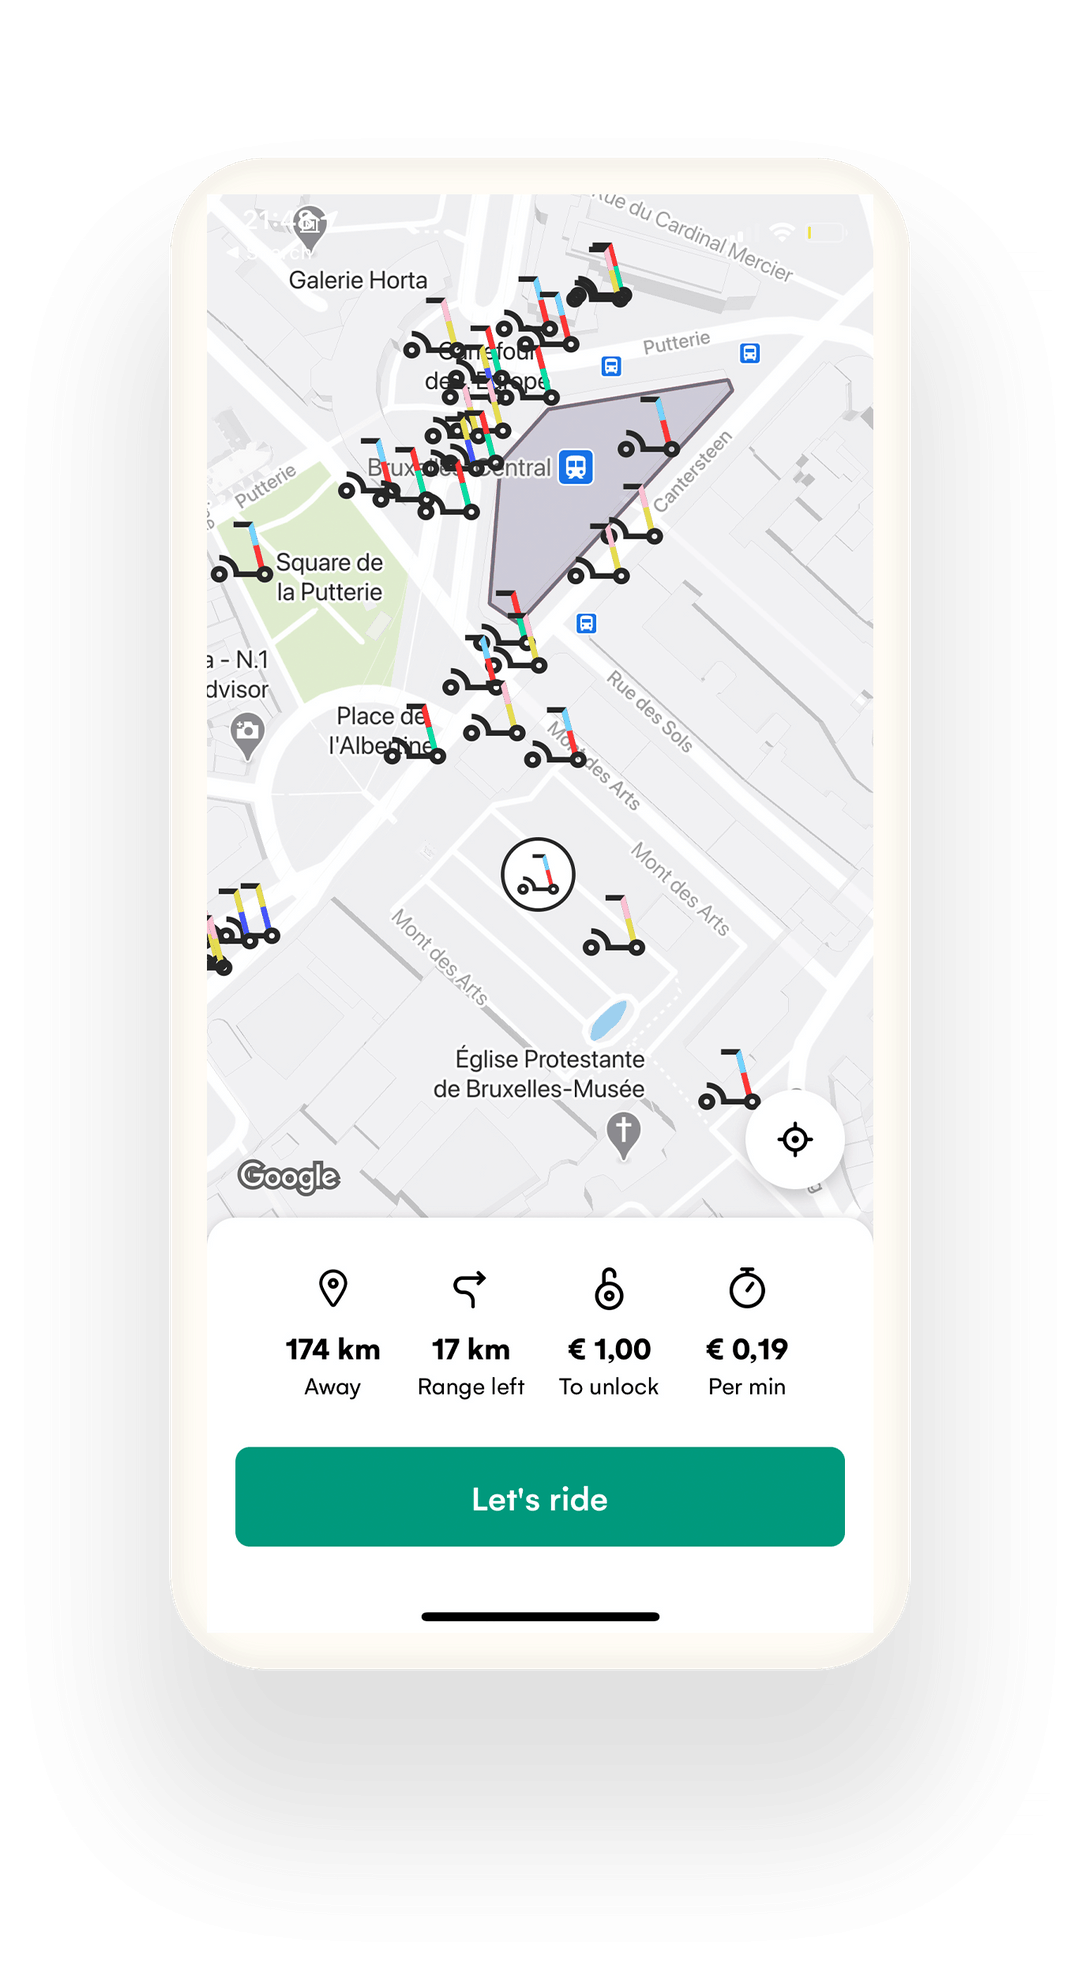 21:48
Search
Rue du Cardinal Mercier
Galerie Horta
Putterie
Carrefour
de l'Europe
Bruxelles-Central
Cantersteen
Putterie
Square de
la Putterie
a - N.1
dvisor
Rue des Sols
Place de
l'Albertine
Mont des Arts
Mont des Arts
Mont des Arts
Église Protestante
de Bruxelles-Musée
Google
174 km
Away
17 km
Range left
€ 1,00
To unlock
€ 0,19
Per min
Let's ride